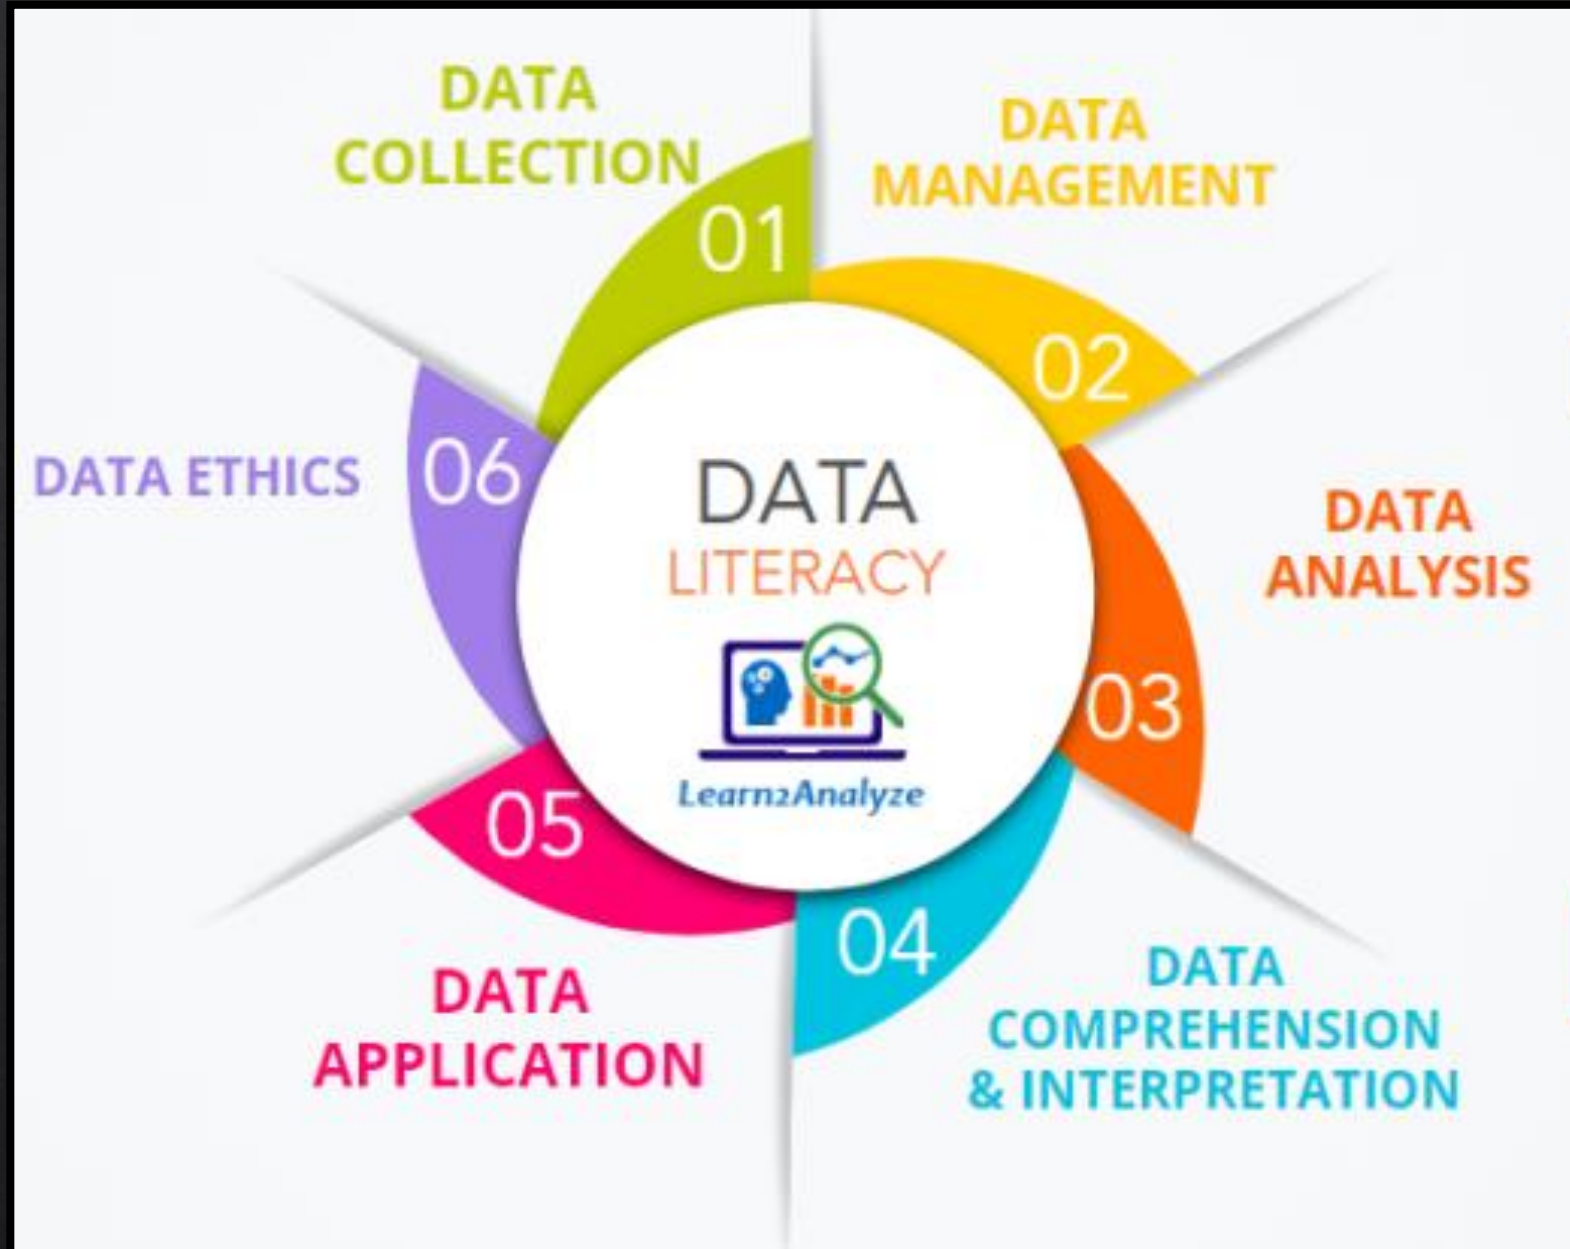 DATA
LITERACY
Learn2Analyze
01
DATA
COLLECTION
02
DATA
MANAGEMENT
03
DATA
ANALYSIS
04
DATA
COMPREHENSION
& INTERPRETATION
05
DATA
APPLICATION
06
DATA ETHICS